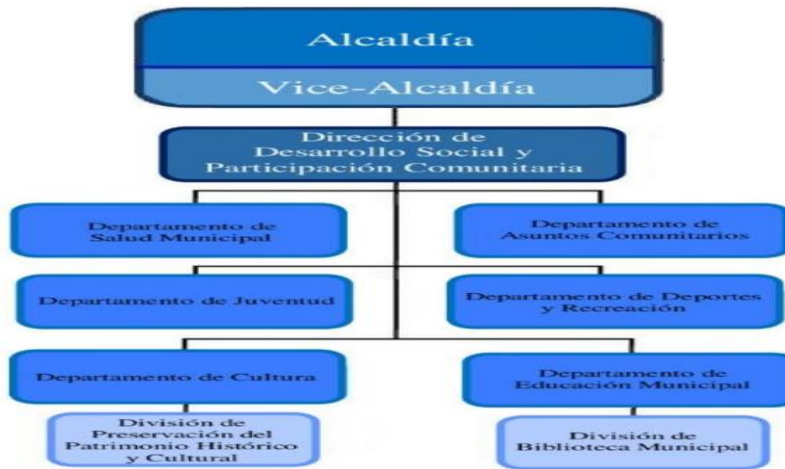 Alcaldía
Vice-Alcaldía
Dirección de
Desarrollo Social y
Participación Comunitaria
Departamento de
Salud Municipal
Departamento de
Asuntos Comunitarios
Departamento de Juventud
Departamento de Deportes
y Recreación
Departamento de Cultura
Departamento de
Educación Municipal
División de
Preservación del
Patrimonio Histórico
y Cultural
División de
Biblioteca Municipal